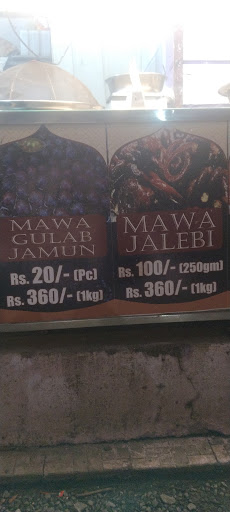 MAWA
GULAB
JAMUN
Rs. 20/- (Pc)
Rs. 360/- (1kg)
MAWA
JALEBI
Rs. 100/- (250gm)
Rs. 360/- (1kg)